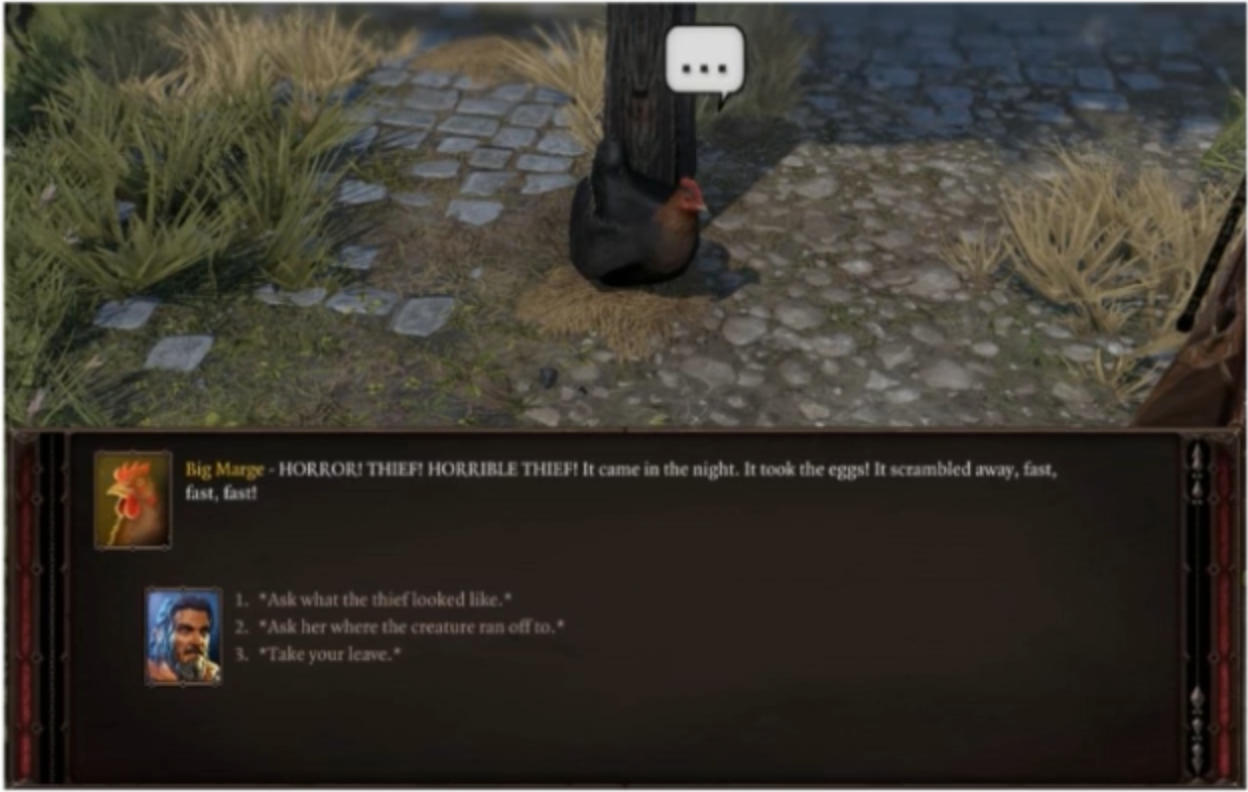 ...
Big Marge - HORROR! THIEF! HORRIBLE THIEF! It came in the night. It took the eggs! It scrambled away, fast,
fast, fast!
1. *Ask what the thief looked like.*
2. *Ask her where the creature ran off to.*
3. *Take your leave.*